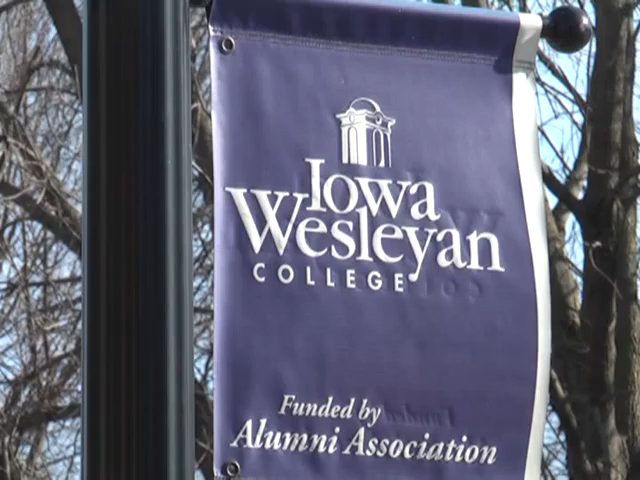 Iowa
Wesleyan
COLLEGE
Funded by
Alumni Association